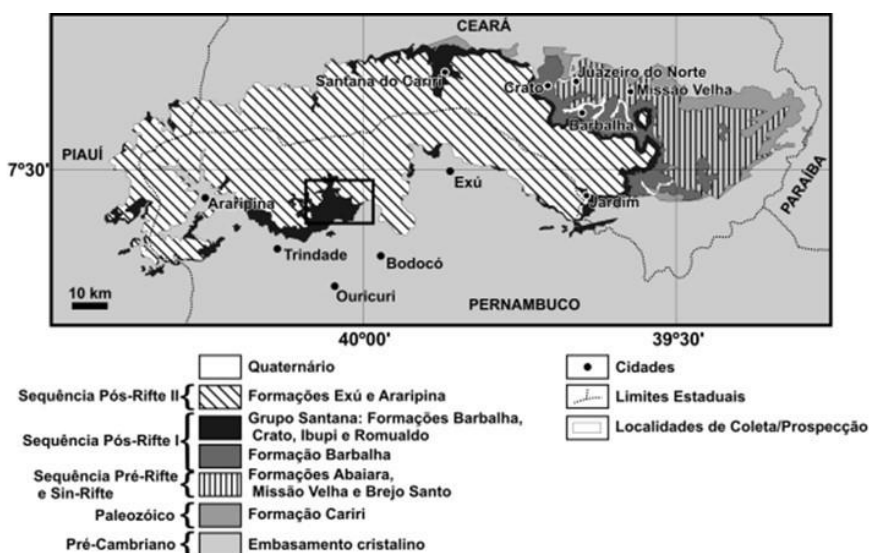 CEARÁ
Santana do Cariri
Juazeiro do Norte
Crato
Missão Velha
Barbalha
PIAUÍ
7°30'
Exú
PARAÍBA
Araripina
Jardim
Trindade
Bodocó
Ouricuri
10 km
PERNAMBUCO
40°00'
39°30'
Quaternário
Sequência Pós-Rifte II
Formações Exú e Araripina
Sequência Pós-Rifte I
Grupo Santana: Formações Barbalha,
Crato, Ibupi e Romualdo
Formação Barbalha
Sequência Pré-Rifte
e Sin-Rifte
Formações Abaiara,
Missão Velha e Brejo Santo
Paleozóico
Formação Cariri
Pré-Cambriano
Embasamento cristalino
Cidades
Limites Estaduais
Localidades de Coleta/Prospecção